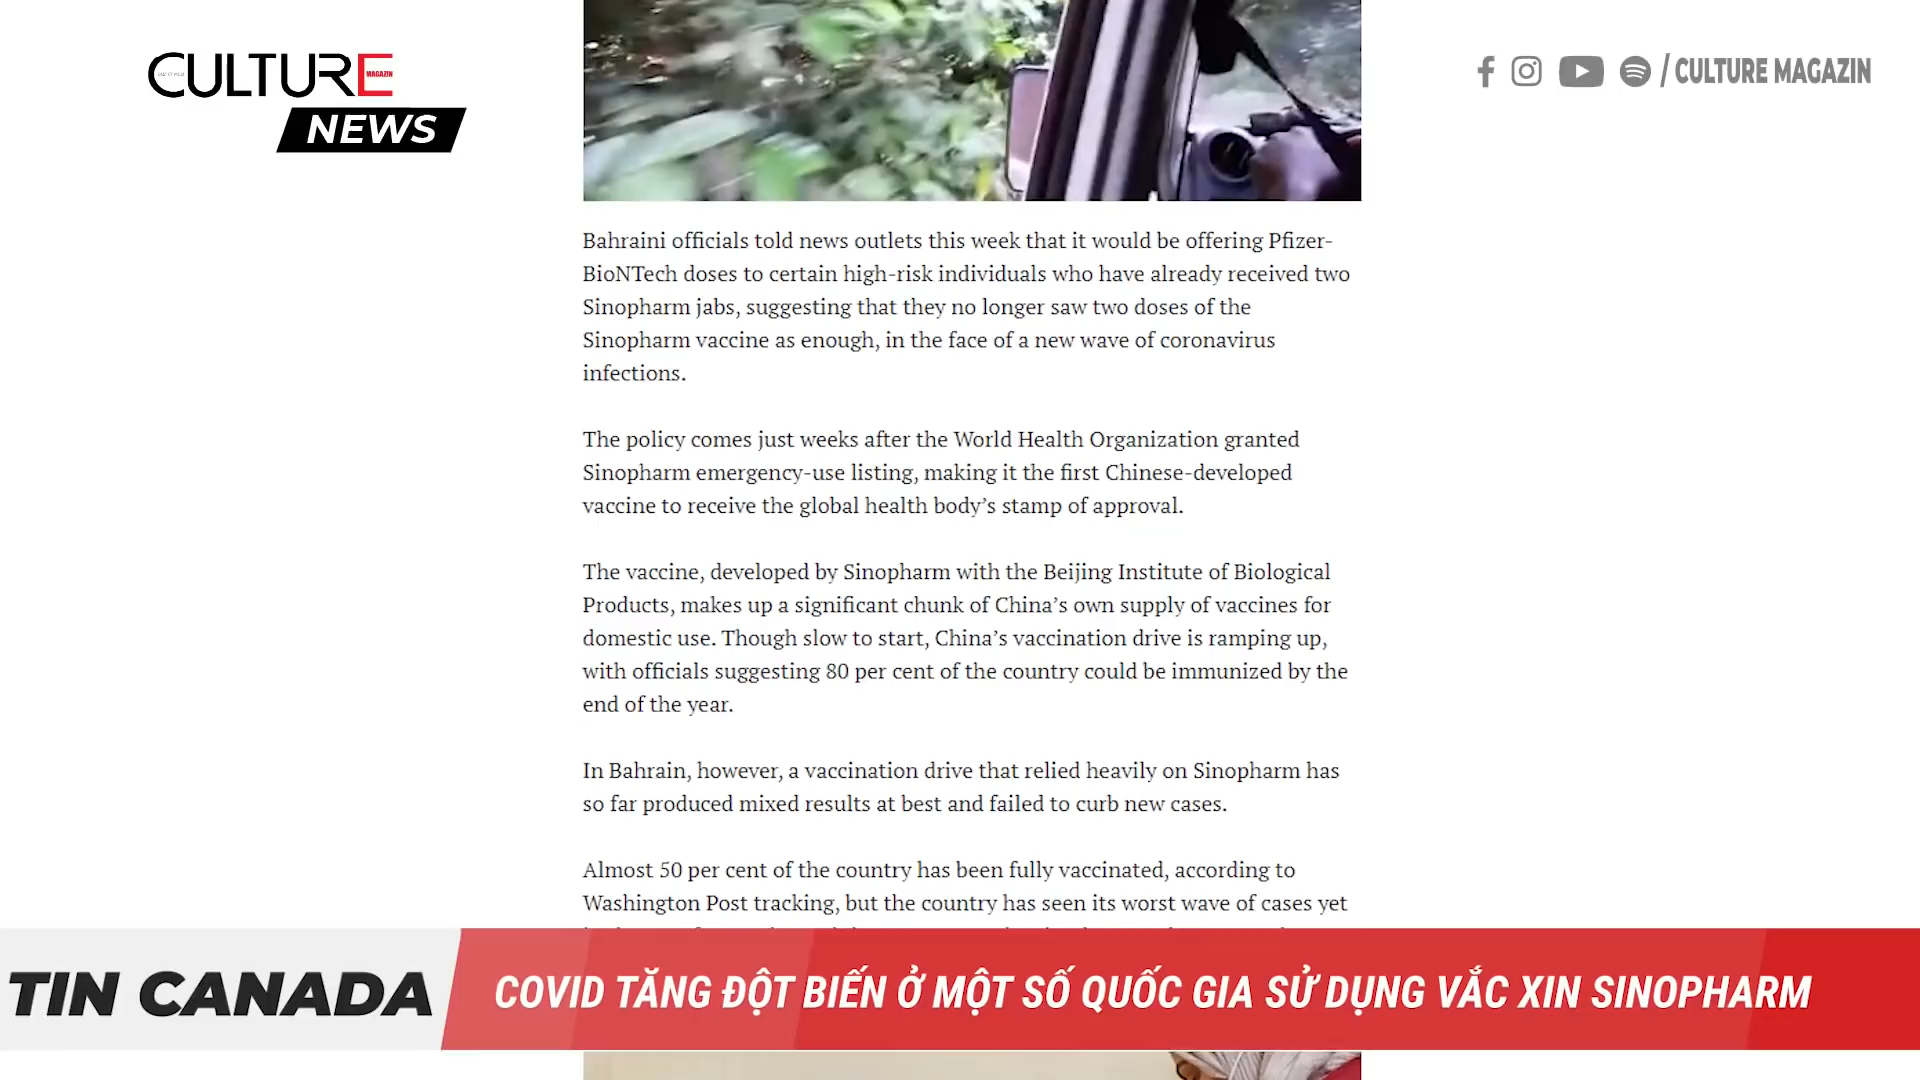 CULTURE
MAGAZIN
NEWS
/ CULTURE MAGAZIN
Bahraini officials told news outlets this week that it would be offering Pfizer-
BioNTech doses to certain high-risk individuals who have already received two
Sinopharm jabs, suggesting that they no longer saw two doses of the
Sinopharm vaccine as enough, in the face of a new wave of coronavirus
infections.
The policy comes just weeks after the World Health Organization granted
Sinopharm emergency-use listing, making it the first Chinese-developed
vaccine to receive the global health body’s stamp of approval.
The vaccine, developed by Sinopharm with the Beijing Institute of Biological
Products, makes up a significant chunk of China’s own supply of vaccines for
domestic use. Though slow to start, China’s vaccination drive is ramping up,
with officials suggesting 80 per cent of the country could be immunized by the
end of the year.
In Bahrain, however, a vaccination drive that relied heavily on Sinopharm has
so far produced mixed results at best and failed to curb new cases.
Almost 50 per cent of the country has been fully vaccinated, according to
Washington Post tracking, but the country has seen its worst wave of cases yet
TIN CANADA
COVID TĂNG ĐỘT BIẾN Ở MỘT SỐ QUỐC GIA SỬ DỤNG VẮC XIN SINOPHARM